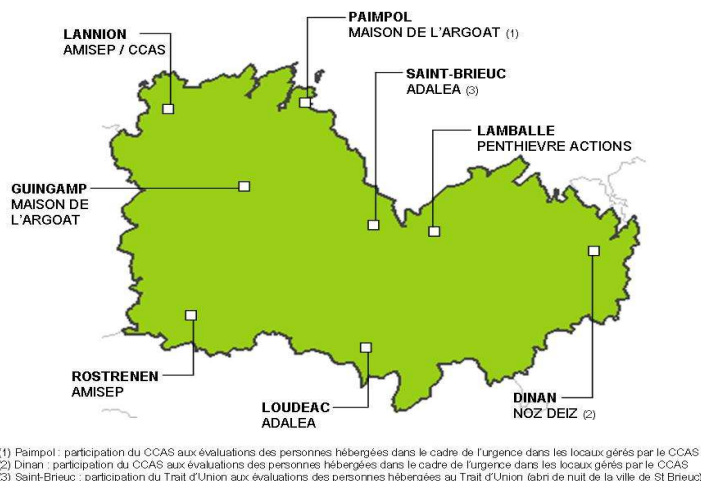 PAIMPOL
MAISON DE L'ARGOAT (1)
LANNION
AMISEP / CCAS
SAINT-BRIEUC
ADALEA (3)
LAMBALLE
PENTHIEVRE ACTIONS
GUINGAMP
MAISON DE
L'ARGOAT
ROSTRENEN
AMISEP
LOUDEAC
ADALEA
DINAN
NOZ DEIZ (2)
(1) Paimpol : participation du CCAS aux évaluations des personnes hébergées dans le cadre de l'urgence dans les locaux gérés par le CCAS
(2) Dinan : participation du CCAS aux évaluations des personnes hébergées dans le cadre de l'urgence dans les locaux gérés par le CCAS
(3) Saint-Brieuc : participation du Trait d'Union aux évaluations des personnes hébergées au Trait d'Union (abri de nuit de la ville de St Brieuc)